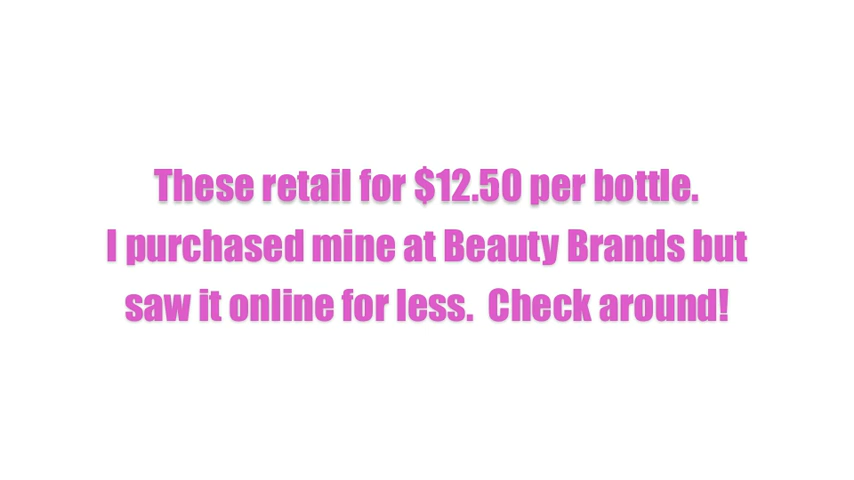 These retail for $12.50 per bottle.
I purchased mine at Beauty Brands but
saw it online for less.  Check around!